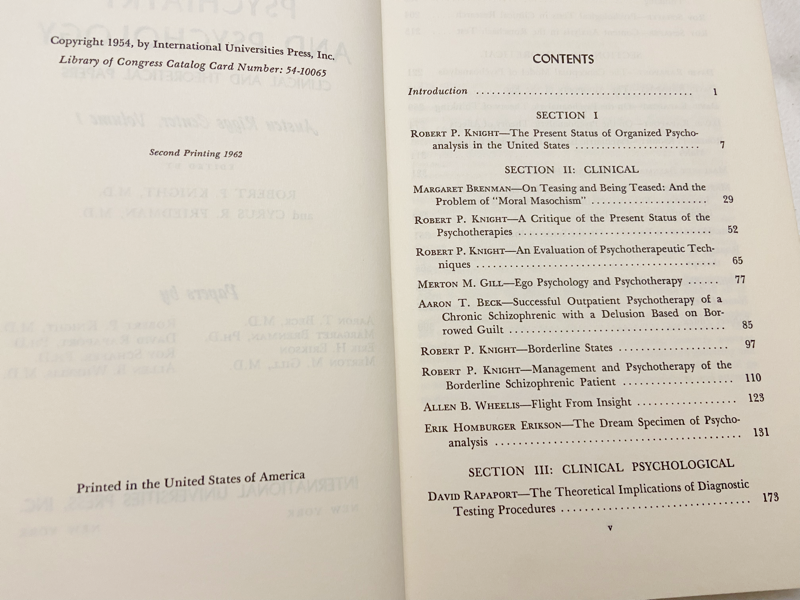 Copyright 1954, by International Universities Press, Inc.
Library of Congress Catalog Card Number: 54-10065
Second Printing 1962
Printed in the United States of America
CONTENTS
Introduction ........................................ 1
SECTION I
ROBERT P. KNIGHT—The Present Status of Organized Psycho-
analysis in the United States ....................... 7
SECTION II: CLINICAL
MARGARET BRENMAN—On Teasing and Being Teased: And the
Problem of "Moral Masochism" ..................... 29
ROBERT P. KNIGHT—A Critique of the Present Status of the
Psychotherapies ................................... 52
ROBERT P. KNIGHT—An Evaluation of Psychotherapeutic Tech-
niques ........................................... 65
MERTON M. GILL—Ego Psychology and Psychotherapy ...... 77
AARON T. BECK—Successful Outpatient Psychotherapy of a
Chronic Schizophrenic with a Delusion Based on Bor-
rowed Guilt ....................................... 85
ROBERT P. KNIGHT—Borderline States .................. 97
ROBERT P. KNIGHT—Management and Psychotherapy of the
Borderline Schizophrenic Patient .................. 110
ALLEN B. WHEELIS—Flight From Insight ................ 123
ERIK HOMBURGER ERIKSON—The Dream Specimen of Psycho-
analysis ......................................... 131
SECTION III: CLINICAL PSYCHOLOGICAL
DAVID RAPAPORT—The Theoretical Implications of Diagnostic
Testing Procedures ................................ 173
v